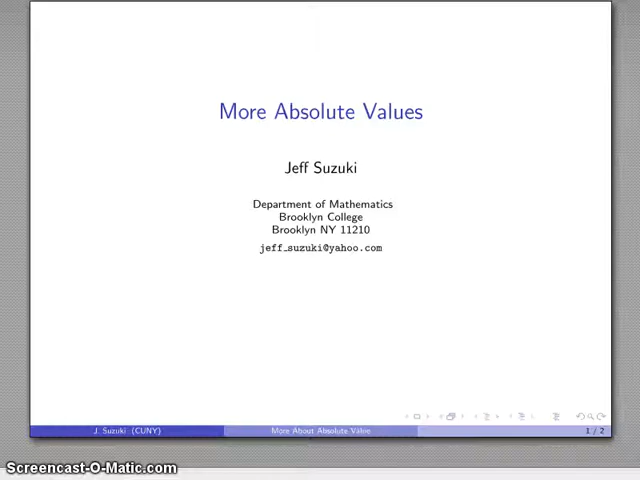 More Absolute Values
Jeff Suzuki
Department of Mathematics
Brooklyn College
Brooklyn NY 11210
jeff_suzuki@yahoo.com
J. Suzuki (CUNY)
More About Absolute Value
1 / 2
Screencast-O-Matic.com